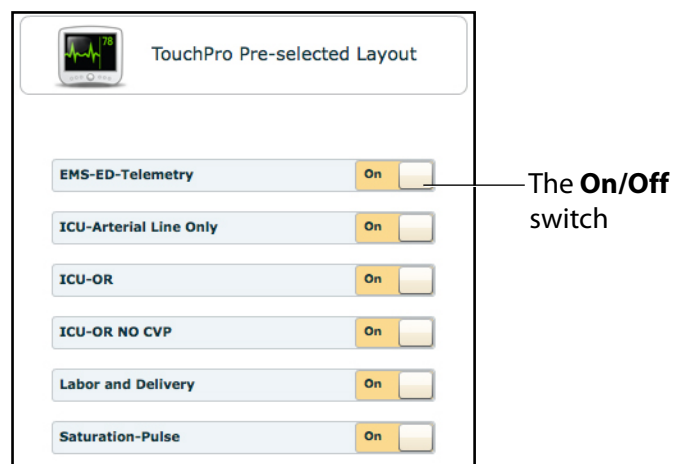 78
TouchPro Pre-selected Layout
EMS-ED-Telemetry On
The On/Off
switch
ICU-Arterial Line Only On
ICU-OR On
ICU-OR NO CVP On
Labor and Delivery On
Saturation-Pulse On